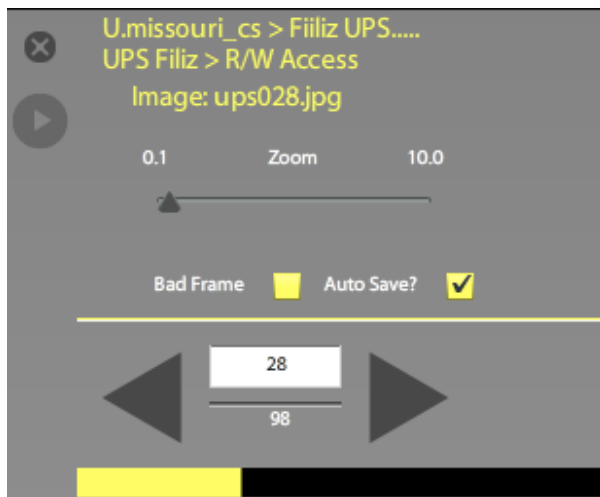 U.missouri_cs > Fiiliz UPS.....
UPS Filiz > R/W Access
Image: ups028.jpg
0.1 Zoom 10.0
Bad Frame Auto Save?
28
98